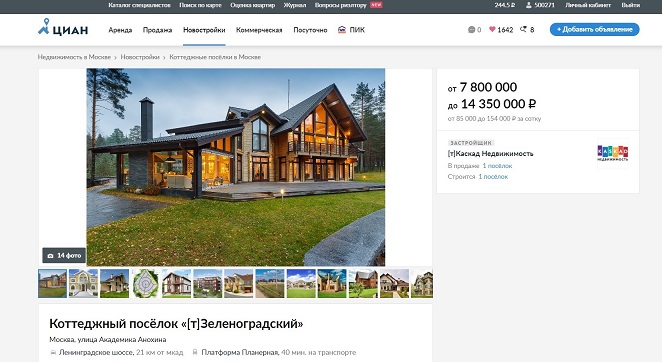 Каталог специалистов Поиск по карте Оценка квартир Журнал Вопросы риэлтору NEW 244,5 ₽ 500271 Личный кабинет Выйти
ЦИАН Аренда Продажа Новостройки Коммерческая Посуточно ПИК 0 1642 8 + Добавить объявление
Недвижимость в Москве › Новостройки › Коттеджные посёлки в Москве
от 7 800 000
до 14 350 000 ₽
от 85 000 до 154 000 ₽ за сотку
ЗАСТРОЙЩИК
[т]Каскад Недвижимость
КАСКАД
НЕДВИЖИМОСТЬ
В продаже 1 посёлок
Строится 1 посёлок
14 фото
Коттеджный посёлок «[т]Зеленоградский»
Москва, улица Академика Анохина
Ленинградское шоссе, 21 км от мкад Платформа Планерная, 40 мин. на транспорте